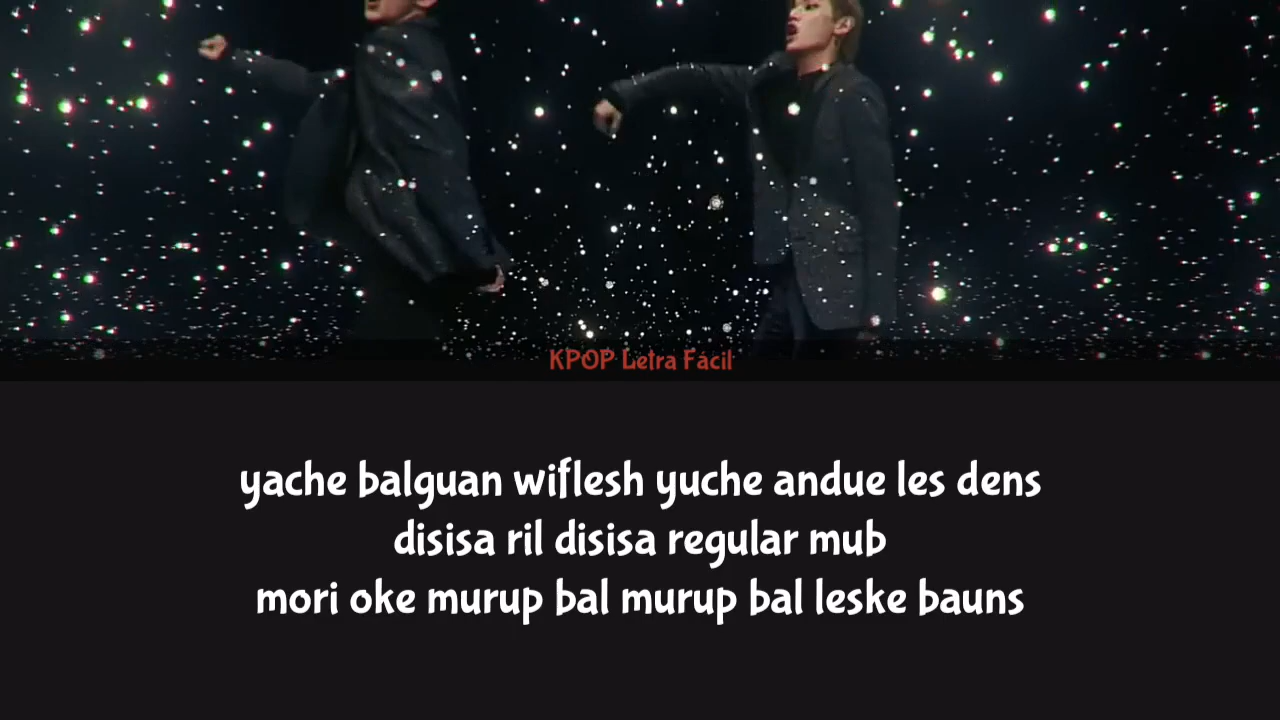 KPOP Letra Fácil
yache balguan wiflesh yuche andue les dens
disisa ril disisa regular mub
mori oke murup bal murup bal leske bauns